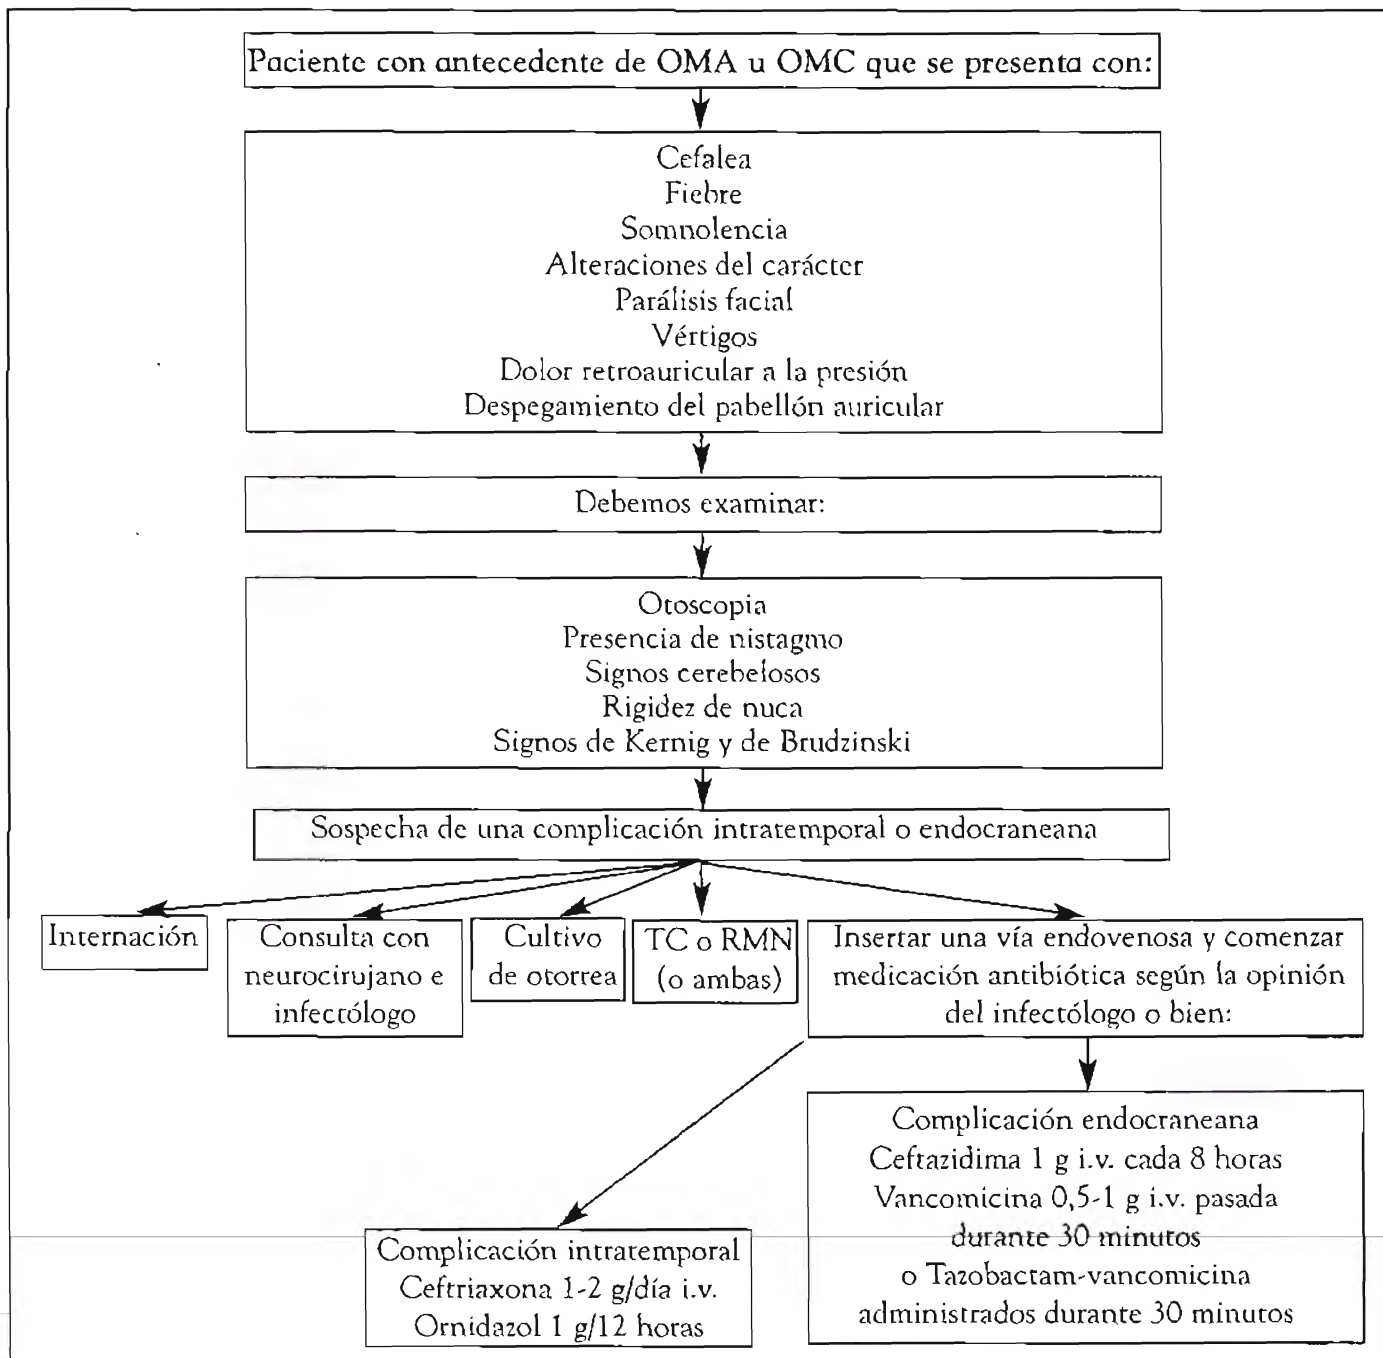 Paciente con antecedente de OMA u OMC que se presenta con:
Cefalea
Fiebre
Somnolencia
Alteraciones del carácter
Parálisis facial
Vértigos
Dolor retroauricular a la presión
Despegamiento del pabellón auricular
Debemos examinar:
Otoscopia
Presencia de nistagmo
Signos cerebelosos
Rigidez de nuca
Signos de Kernig y de Brudzinski
Sospecha de una complicación intratemporal o endocraneana
Internación
Consulta con
neurocirujano e
infectólogo
Cultivo
de otorrea
TC o RMN
(o ambas)
Insertar una vía endovenosa y comenzar
medicación antibiótica según la opinión
del infectólogo o bien:
Complicación intratemporal
Ceftriaxona 1-2 g/día i.v.
Ornidazol 1 g/12 horas
Complicación endocraneana
Ceftazidima 1 g i.v. cada 8 horas
Vancomicina 0,5-1 g i.v. pasada
durante 30 minutos
o Tazobactam-vancomicina
administrados durante 30 minutos